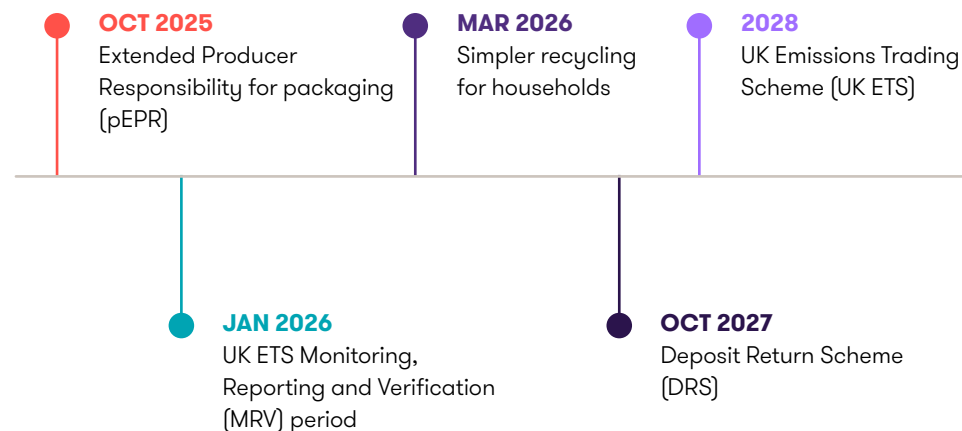 OCT 2025
Extended Producer
Responsibility for packaging
(pEPR)
JAN 2026
UK ETS Monitoring,
Reporting and Verification
(MRV) period
MAR 2026
Simpler recycling
for households
OCT 2027
Deposit Return Scheme
(DRS)
2028
UK Emissions Trading
Scheme (UK ETS)